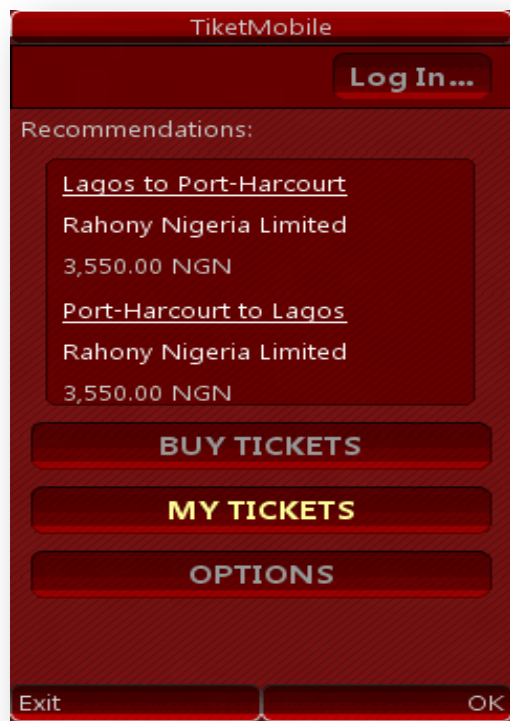 TiketMobile
Log In...
Recommendations:
Lagos to Port-Harcourt
Rahony Nigeria Limited
3,550.00 NGN
Port-Harcourt to Lagos
Rahony Nigeria Limited
3,550.00 NGN
BUY TICKETS
MY TICKETS
OPTIONS
Exit
OK